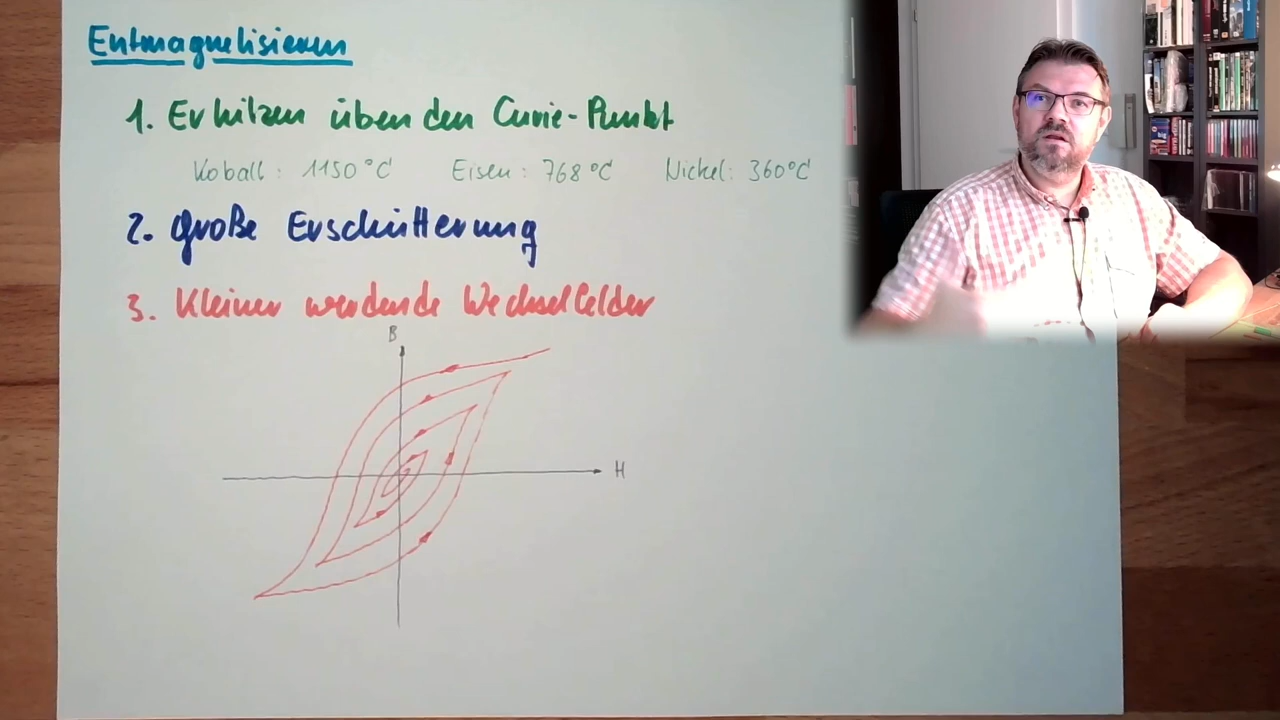 Entmagnetisieren
1. Erhitzen über den Curie-Punkt
Kobalt: 1150°C Eisen: 768°C Nickel: 360°C
2. Große Erschütterung
3. Kleiner werdende Wechselfelder
B
H